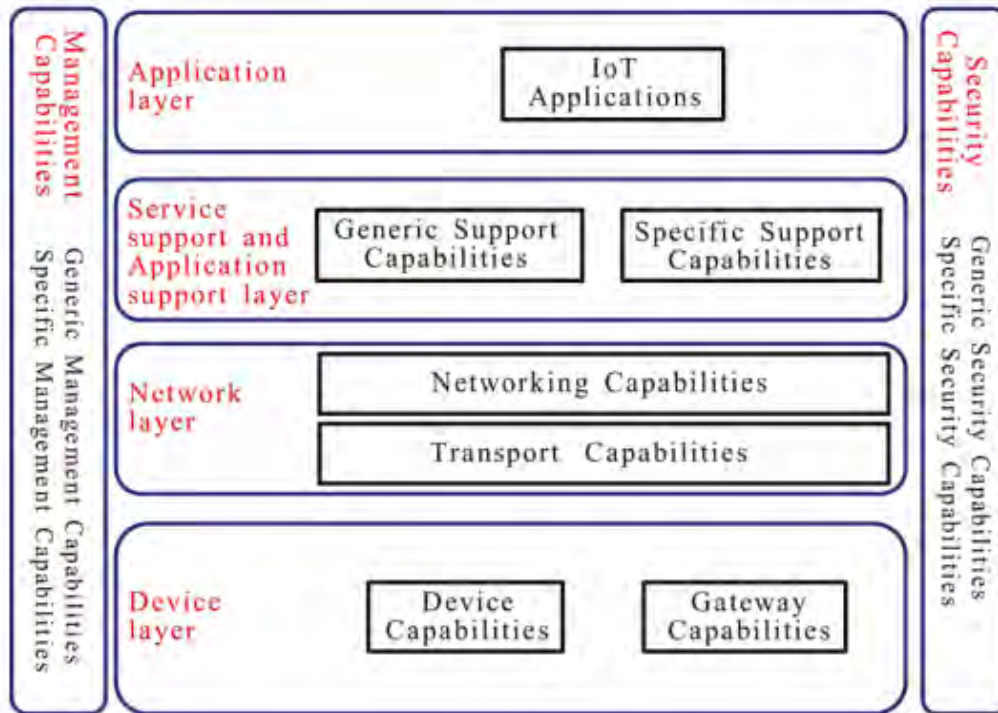 Management
Capabilities
Generic Management Capabilities
Specific Management Capabilities
Application
layer
IoT
Applications
Service
support and
Application
support layer
Generic Support
Capabilities
Specific Support
Capabilities
Network
layer
Networking Capabilities
Transport Capabilities
Device
layer
Device
Capabilities
Gateway
Capabilities
Security
Capabilities
Generic Security Capabilities
Specific Security Capabilities